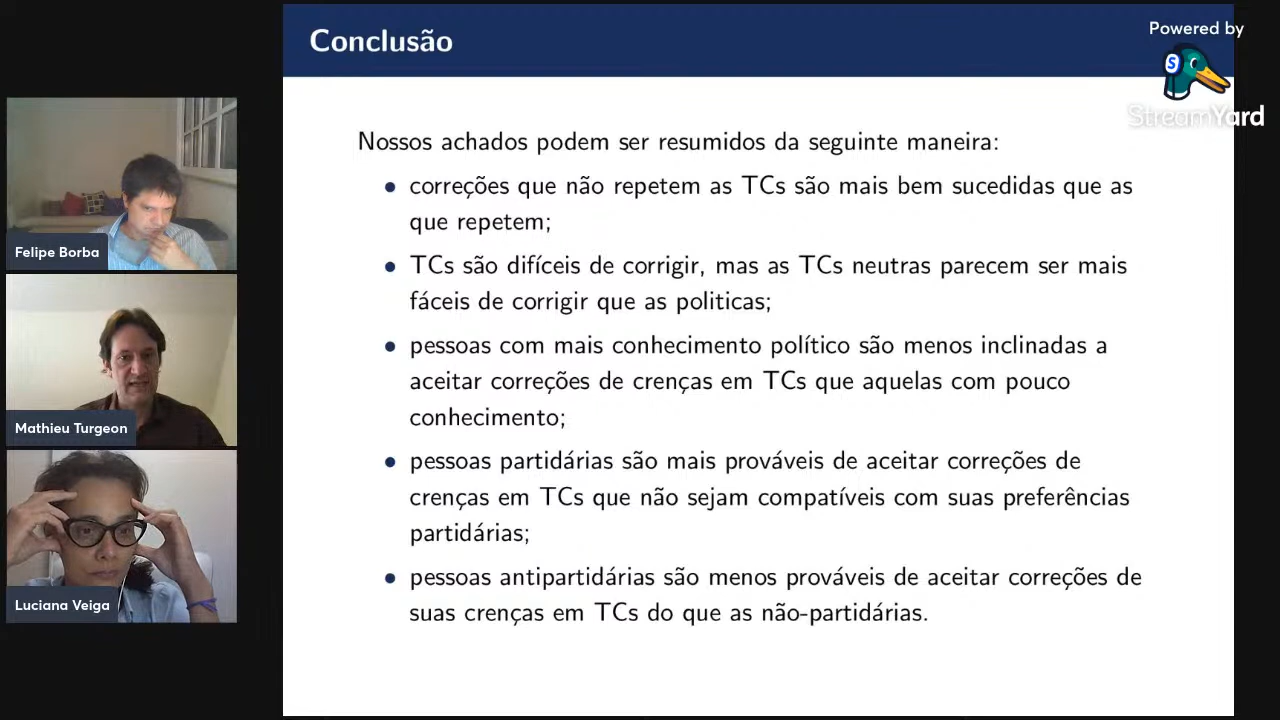 Conclusão
Powered by
S
StreamYard
Nossos achados podem ser resumidos da seguinte maneira:
• correções que não repetem as TCs são mais bem sucedidas que as
que repetem;
• TCs são difíceis de corrigir, mas as TCs neutras parecem ser mais
fáceis de corrigir que as politicas;
• pessoas com mais conhecimento político são menos inclinadas a
aceitar correções de crenças em TCs que aquelas com pouco
conhecimento;
• pessoas partidárias são mais prováveis de aceitar correções de
crenças em TCs que não sejam compatíveis com suas preferências
partidárias;
• pessoas antipartidárias são menos prováveis de aceitar correções de
suas crenças em TCs do que as não-partidárias.
Felipe Borba
Mathieu Turgeon
Luciana Veiga